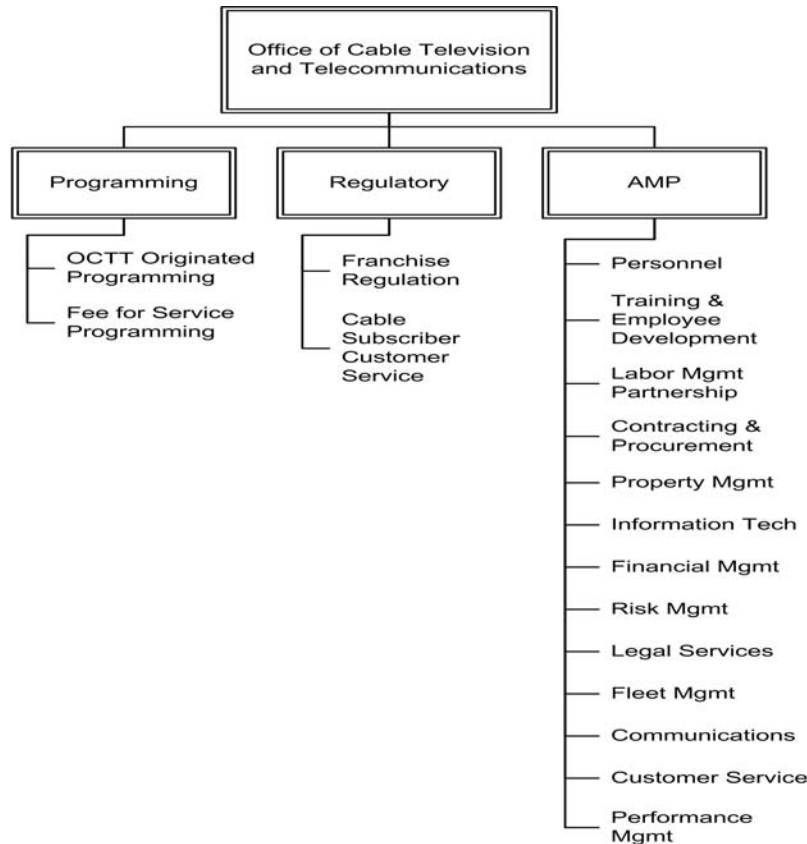 Office of Cable Television
and Telecommunications
Programming
Regulatory
AMP
OCTT Originated
Programming
Fee for Service
Programming
Franchise
Regulation
Cable
Subscriber
Customer
Service
Personnel
Training &
Employee
Development
Labor Mgmt
Partnership
Contracting &
Procurement
Property Mgmt
Information Tech
Financial Mgmt
Risk Mgmt
Legal Services
Fleet Mgmt
Communications
Customer Service
Performance
Mgmt